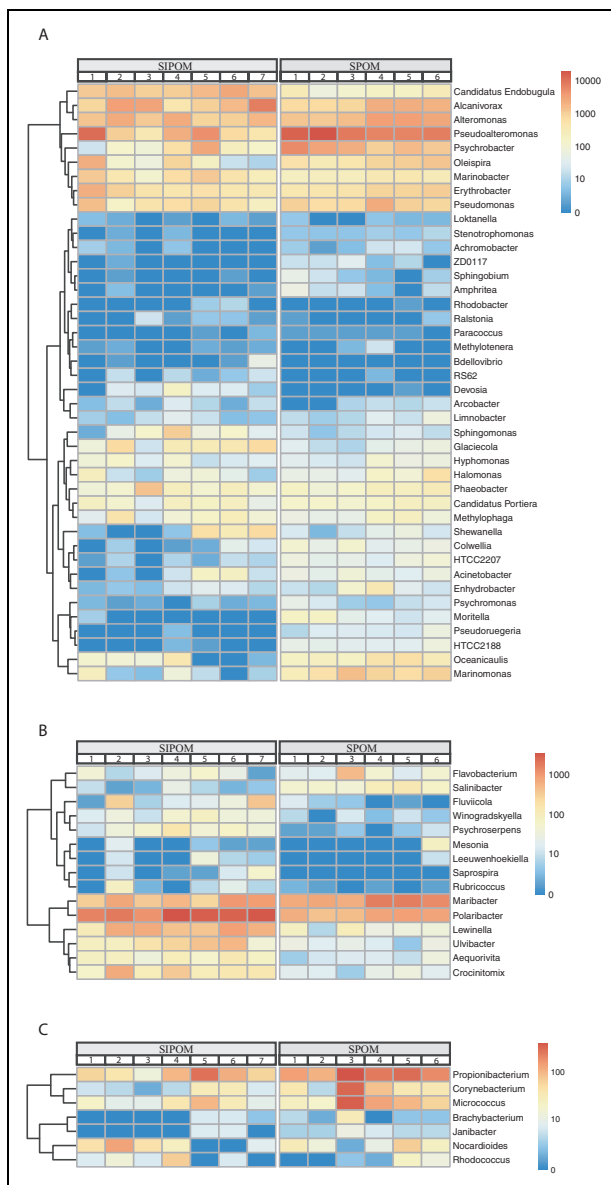 A
SIPOM SPOM
1 2 3 4 5 6 7 1 2 3 4 5 6
Candidatus Endobugula
Alcanivorax
Alteromonas
Pseudoalteromonas
Psychrobacter
Oleispira
Marinobacter
Erythrobacter
Pseudomonas
Loktanella
Stenotrophomonas
Achromobacter
ZD0117
Sphingobium
Amphritea
Rhodobacter
Ralstonia
Paracoccus
Methylotenera
Bdellovibrio
RS62
Devosia
Arcobacter
Limnobacter
Sphingomonas
Glaciecola
Hyphomonas
Halomonas
Phaeobacter
Candidatus Portiera
Methylophaga
Shewanella
Colwellia
HTCC2207
Acinetobacter
Enhydrobacter
Psychromonas
Moritella
Pseudoruegeria
HTCC2188
Oceanicaulis
Marinomonas
10000
1000
100
10
0
B
SIPOM SPOM
1 2 3 4 5 6 7 1 2 3 4 5 6
Flavobacterium
Salinibacter
Fluviicola
Winogradskyella
Psychroserpens
Mesonia
Leeuwenhoekiella
Saprospira
Rubricoccus
Maribacter
Polaribacter
Lewinella
Ulvibacter
Aequorivita
Crocinitomix
1000
100
10
0
C
SIPOM SPOM
1 2 3 4 5 6 7 1 2 3 4 5 6
Propionibacterium
Corynebacterium
Micrococcus
Brachybacterium
Janibacter
Nocardioides
Rhodococcus
100
10
0